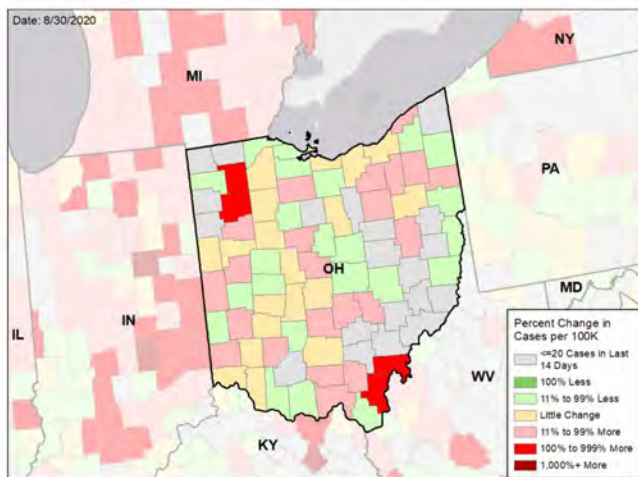 Date: 8/30/2020
NY
MI
PA
OH
MD
IL
IN
WV
KY
Percent Change in
Cases per 100K
<=20 Cases in Last
14 Days
100% Less
11% to 99% Less
Little Change
11% to 99% More
100% to 999% More
1,000%+ More